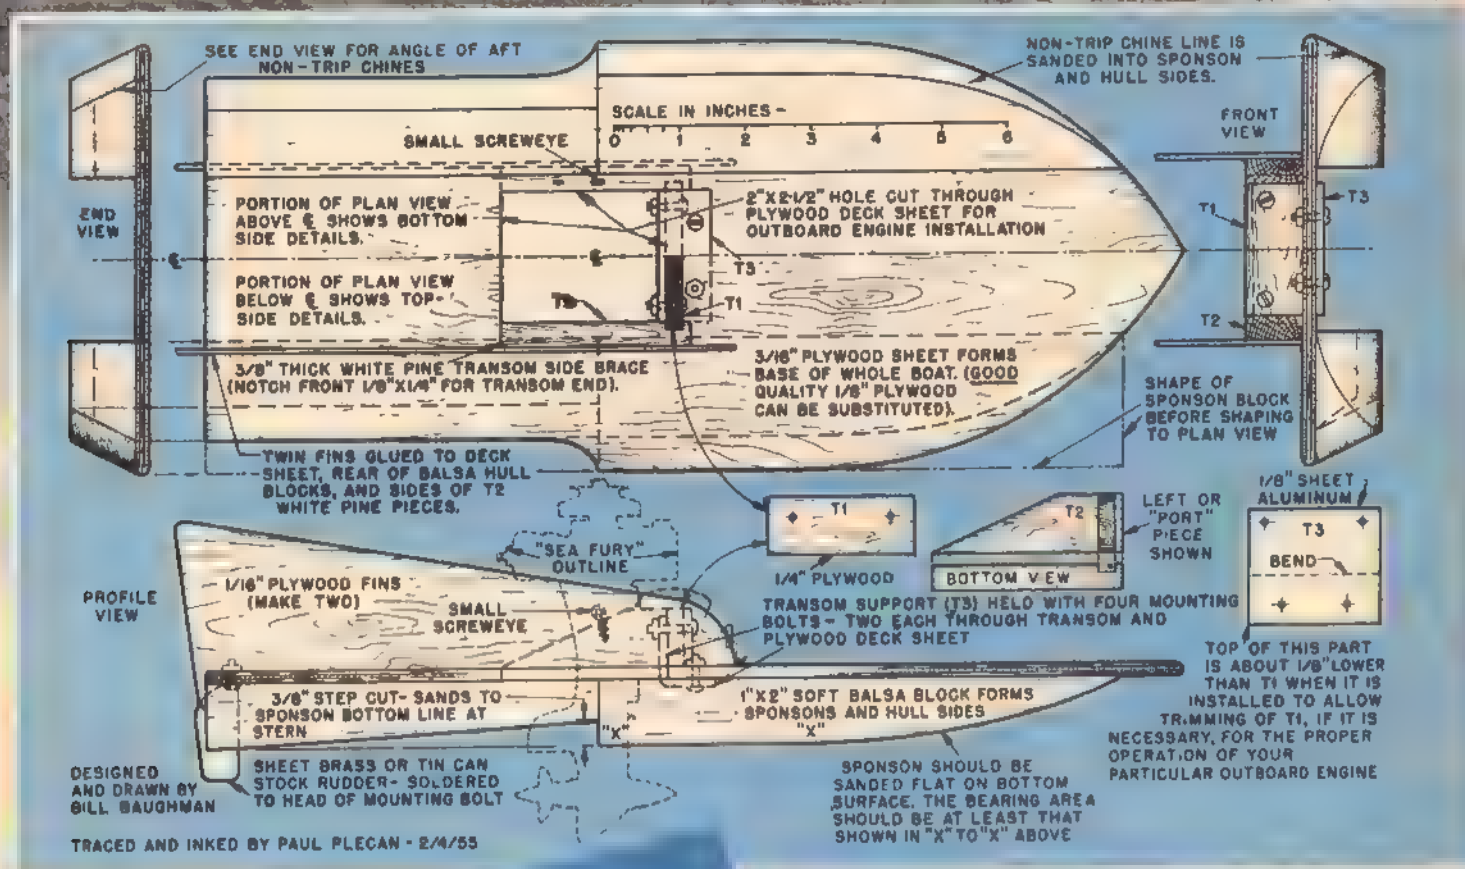 SEE END VIEW FOR ANGLE OF AFT
NON-TRIP CHINES
NON-TRIP CHINE LINE IS
SANDED INTO SPONSON
AND HULL SIDES.
SCALE IN INCHES -
0 1 2 3 4 5 6
SMALL SCREWEYE
FRONT
VIEW
END
VIEW
PORTION OF PLAN VIEW
ABOVE ℄ SHOWS BOTTOM
SIDE DETAILS.
2"X2-1/2" HOLE CUT THROUGH
PLYWOOD DECK SHEET FOR
OUTBOARD ENGINE INSTALLATION
T1
T3
℄
℄
T3
PORTION OF PLAN VIEW
BELOW ℄ SHOWS TOP-
SIDE DETAILS.
T1
T2
3/8" THICK WHITE PINE TRANSOM SIDE BRACE
(NOTCH FRONT 1/8"X1/4" FOR TRANSOM END).
3/16" PLYWOOD SHEET FORMS
BASE OF WHOLE BOAT. (GOOD
QUALITY 1/8" PLYWOOD
CAN BE SUBSTITUTED).
SHAPE OF
SPONSON BLOCK
BEFORE SHAPING
TO PLAN VIEW
TWIN FINS GLUED TO DECK
SHEET, REAR OF BALSA HULL
BLOCKS, AND SIDES OF T2
WHITE PINE PIECES.
T1
1/4" PLYWOOD
T2
BOTTOM VIEW
LEFT OR
"PORT"
PIECE
SHOWN
1/8" SHEET
ALUMINUM
T3
BEND
"SEA FURY"
OUTLINE
PROFILE
VIEW
1/16" PLYWOOD FINS
(MAKE TWO)
SMALL
SCREWEYE
TRANSOM SUPPORT (T3) HELD WITH FOUR MOUNTING
BOLTS - TWO EACH THROUGH TRANSOM AND
PLYWOOD DECK SHEET
TOP OF THIS PART
IS ABOUT 1/8" LOWER
THAN T1 WHEN IT IS
INSTALLED TO ALLOW
TRIMMING OF T1, IF IT IS
NECESSARY, FOR THE PROPER
OPERATION OF YOUR
PARTICULAR OUTBOARD ENGINE
3/8" STEP CUT- SANDS TO
SPONSON BOTTOM LINE AT
STERN
1"X2" SOFT BALSA BLOCK FORMS
SPONSONS AND HULL SIDES
"X" "X"
DESIGNED
AND DRAWN BY
BILL BAUGHMAN
SHEET BRASS OR TIN CAN
STOCK RUDDER- SOLDERED
TO HEAD OF MOUNTING BOLT
SPONSON SHOULD BE
SANDED FLAT ON BOTTOM
SURFACE. THE BEARING AREA
SHOULD BE AT LEAST THAT
SHOWN IN "X" TO "X" ABOVE
TRACED AND INKED BY PAUL PLECAN - 2/4/55